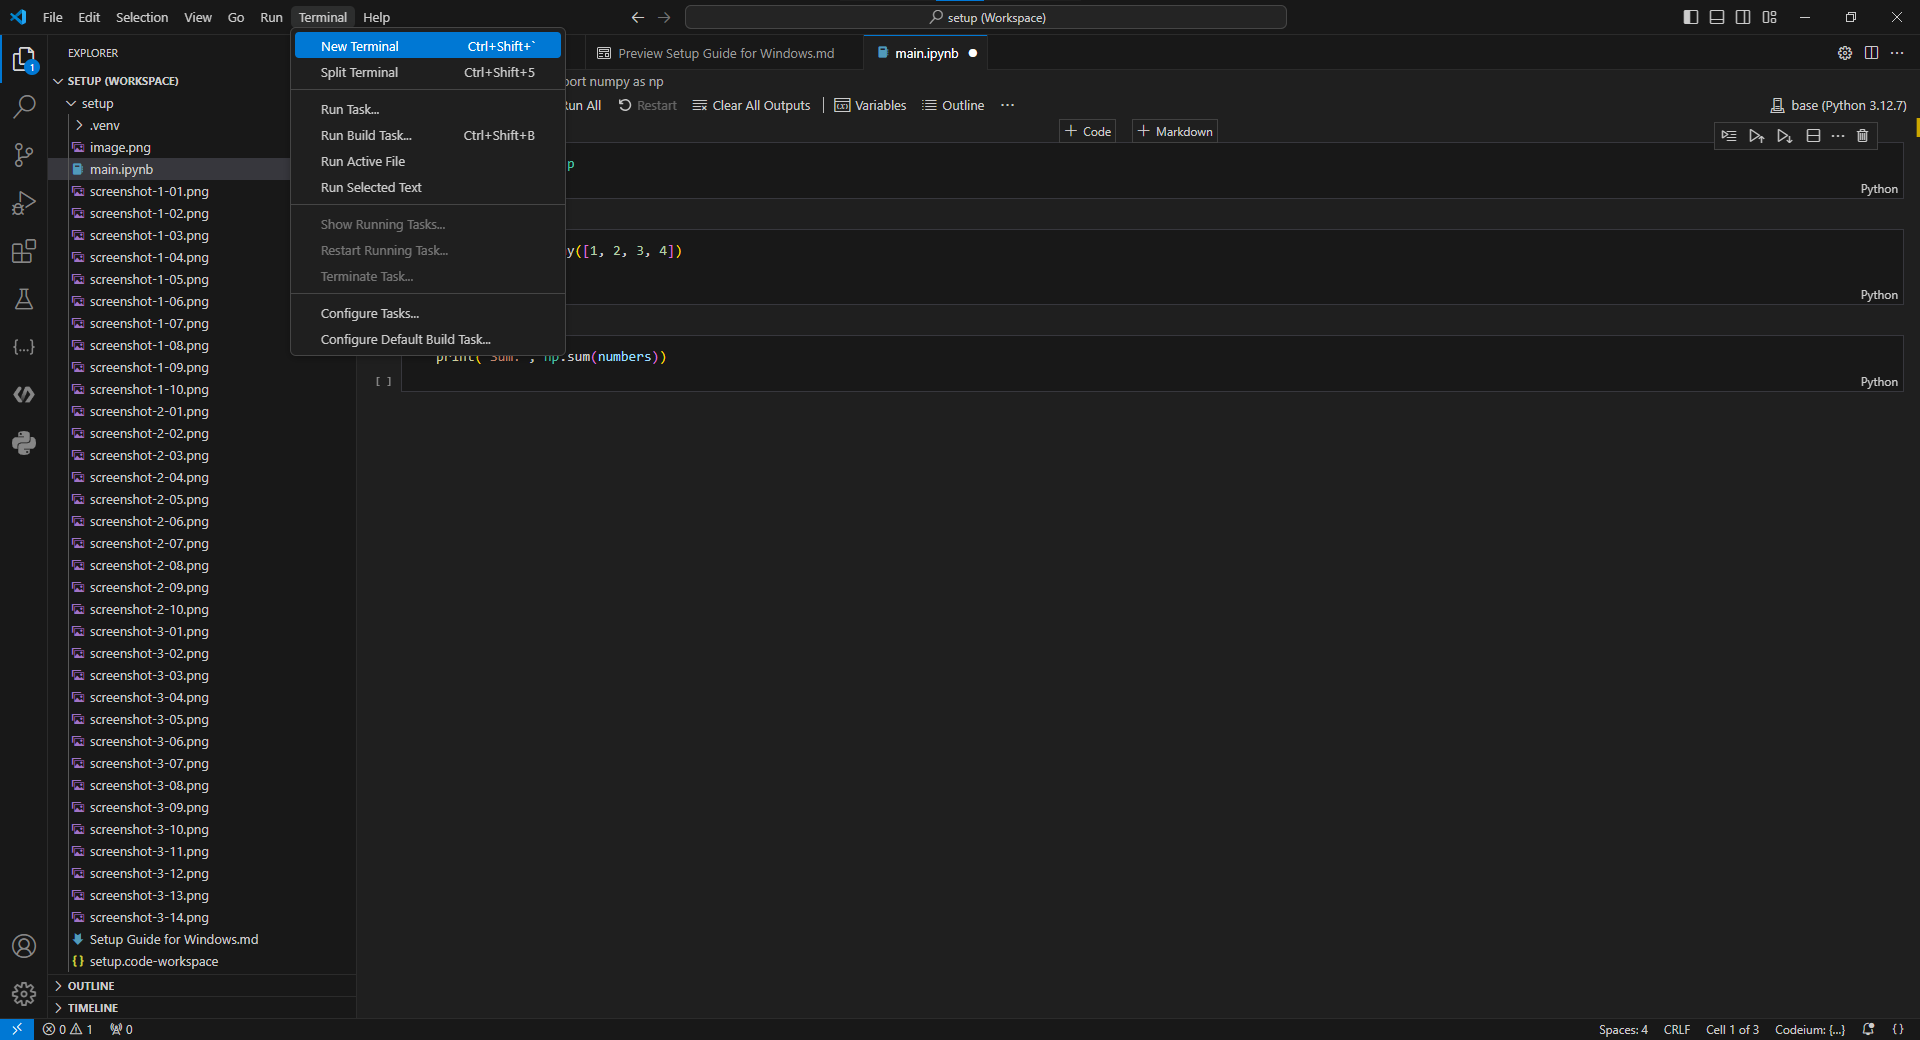 File Edit Selection View Go Run Terminal Help
setup (Workspace)
EXPLORER
1
SETUP (WORKSPACE)
setup
.venv
image.png
main.ipynb
screenshot-1-01.png
screenshot-1-02.png
screenshot-1-03.png
screenshot-1-04.png
screenshot-1-05.png
screenshot-1-06.png
screenshot-1-07.png
screenshot-1-08.png
screenshot-1-09.png
screenshot-1-10.png
screenshot-2-01.png
screenshot-2-02.png
screenshot-2-03.png
screenshot-2-04.png
screenshot-2-05.png
screenshot-2-06.png
screenshot-2-07.png
screenshot-2-08.png
screenshot-2-09.png
screenshot-2-10.png
screenshot-3-01.png
screenshot-3-02.png
screenshot-3-03.png
screenshot-3-04.png
screenshot-3-05.png
screenshot-3-06.png
screenshot-3-07.png
screenshot-3-08.png
screenshot-3-09.png
screenshot-3-10.png
screenshot-3-11.png
screenshot-3-12.png
screenshot-3-13.png
screenshot-3-14.png
Setup Guide for Windows.md
{} setup.code-workspace
OUTLINE
TIMELINE
New Terminal Ctrl+Shift+`
Split Terminal Ctrl+Shift+5
Run Task...
Run Build Task... Ctrl+Shift+B
Run Active File
Run Selected Text
Show Running Tasks...
Restart Running Task...
Terminate Task...
Configure Tasks...
Configure Default Build Task...
Preview Setup Guide for Windows.md
main.ipynb
port numpy as np
Run All Restart Clear All Outputs Variables Outline ...
base (Python 3.12.7)
+ Code + Markdown
p
Python
y([1, 2, 3, 4])
Python
print("Sum:", np.sum(numbers))
[ ]
Python
0 1 0
Spaces: 4 CRLF Cell 1 of 3 Codeium: {...} {}